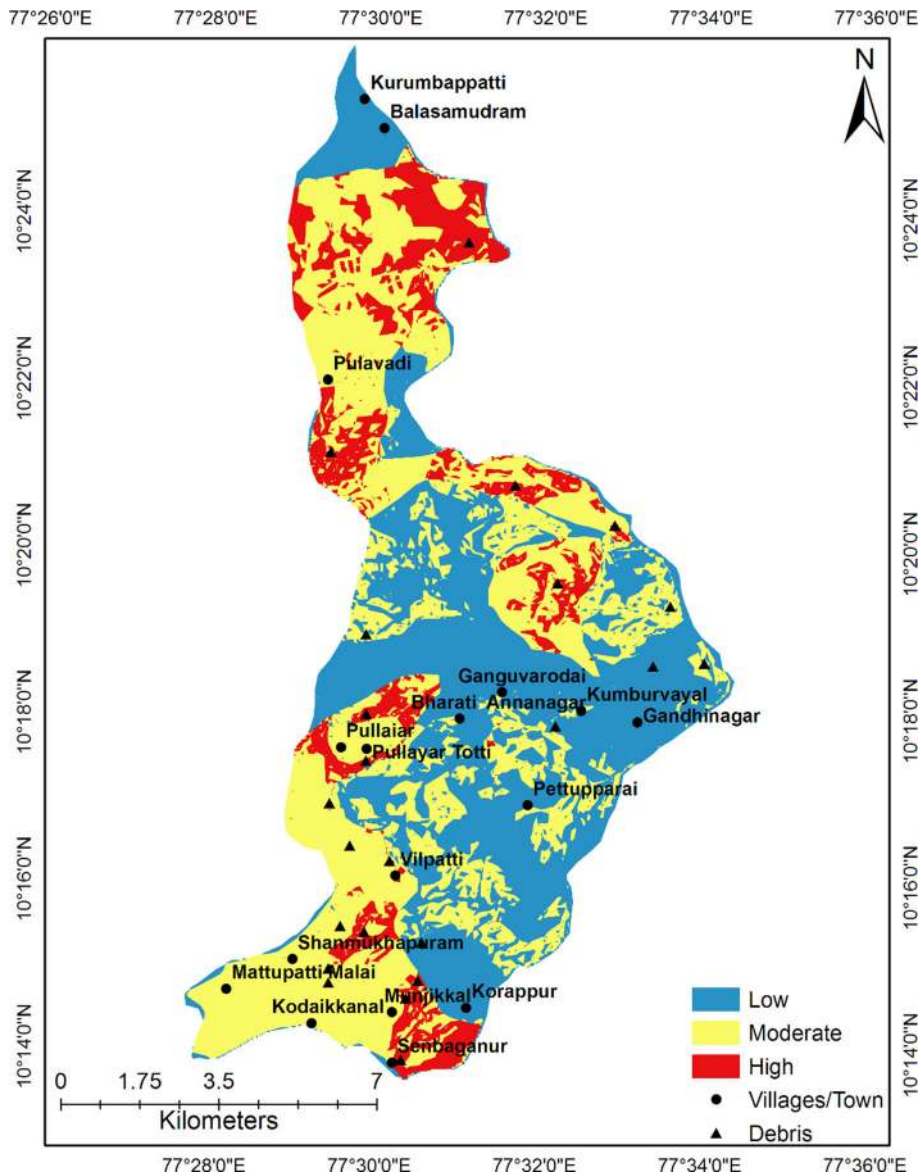 77°26'0"E 77°28'0"E 77°30'0"E 77°32'0"E 77°34'0"E 77°36'0"E
N
Kurumbappatti
Balasamudram
10°24'0"N 10°24'0"N
Pulavadi
10°22'0"N 10°22'0"N
10°20'0"N 10°20'0"N
Ganguvarodai
Kumburvayal
Bharati Annanagar
10°18'0"N 10°18'0"N
Gandhinagar
Pullaiar
Pullayar Totti
Pettupparai
Vilpatti
10°16'0"N 10°16'0"N
Shanmukhapuram
Mattupatti Malai
Kodaikkanal
Munjikkal
Korappur
10°14'0"N 10°14'0"N
Senbaganur
Low
Moderate
High
Villages/Town
Debris
0 1.75 3.5 7
Kilometers
77°28'0"E 77°30'0"E 77°32'0"E 77°34'0"E 77°36'0"E